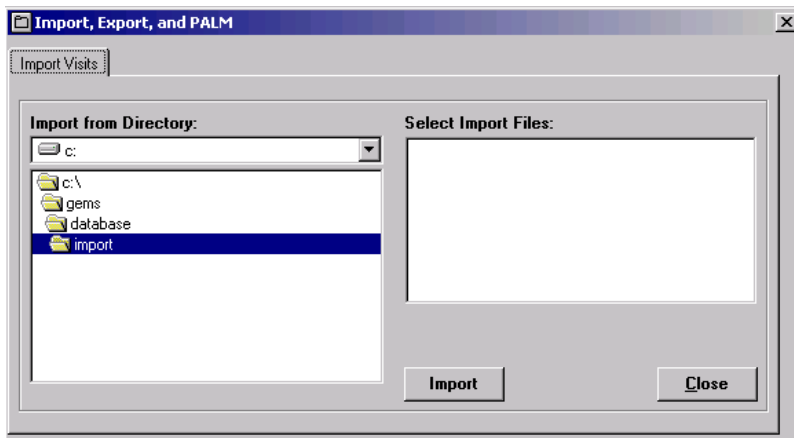 Import, Export, and PALM
Import Visits
Import from Directory:
c:
c:\
gems
database
import
Select Import Files:
Import
Close